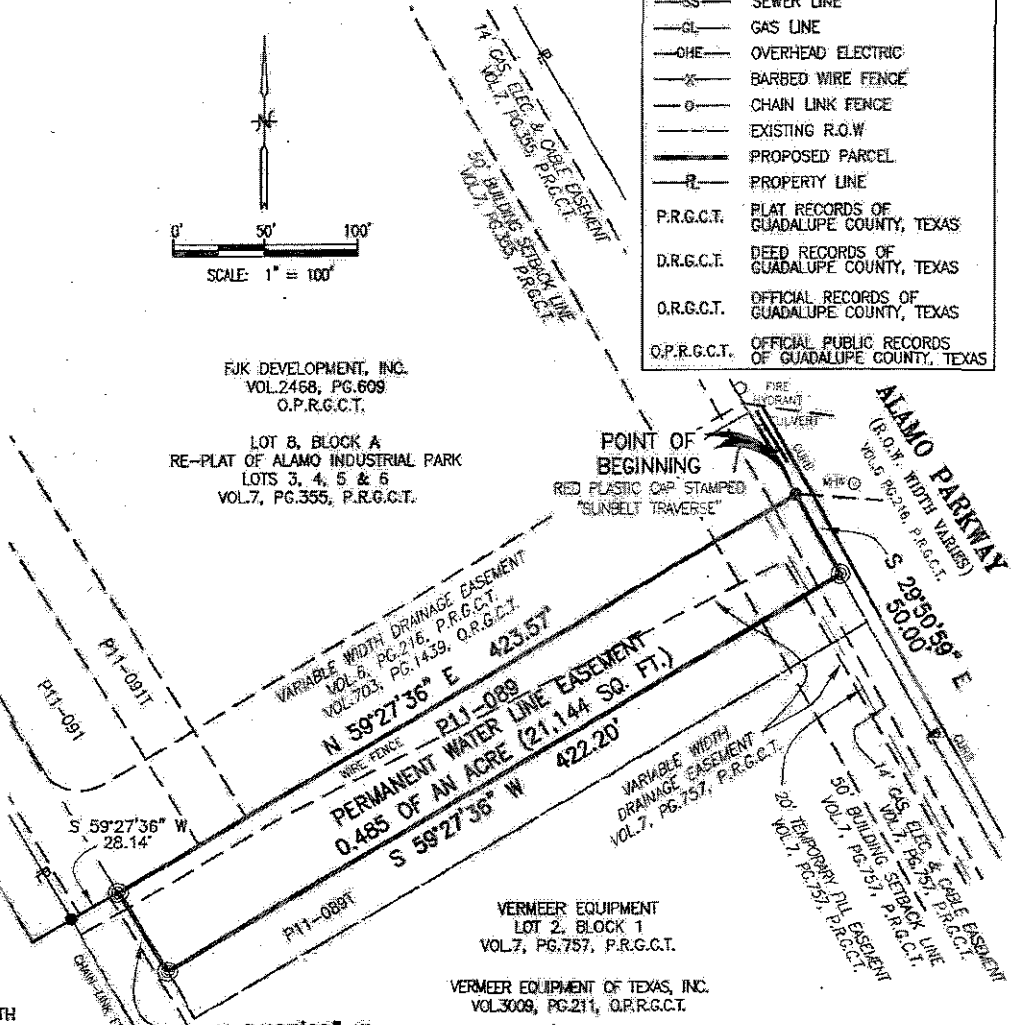 SS SEWER LINE
GL GAS LINE
OHE OVERHEAD ELECTRIC
X BARBED WIRE FENCE
O CHAIN LINK FENCE
EXISTING R.O.W
PROPOSED PARCEL
PROPERTY LINE
P.R.G.C.T. PLAT RECORDS OF
GUADALUPE COUNTY, TEXAS
D.R.G.C.T. DEED RECORDS OF
GUADALUPE COUNTY, TEXAS
O.R.G.C.T. OFFICIAL RECORDS OF
GUADALUPE COUNTY, TEXAS
O.P.R.G.C.T. OFFICIAL PUBLIC RECORDS
OF GUADALUPE COUNTY, TEXAS
14' GAS, ELEC. & CABLE EASEMENT
VOL.7, PG.355, P.R.G.C.T.
50' BUILDING SETBACK LINE
VOL.7, PG.355, P.R.G.C.T.
N
0' 50' 100'
SCALE: 1" = 100'
FJK DEVELOPMENT, INC.
VOL.2468, PG.609
O.P.R.G.C.T.
LOT 8, BLOCK A
RE-PLAT OF ALAMO INDUSTRIAL PARK
LOTS 3, 4, 5 & 6
VOL.7, PG.355, P.R.G.C.T.
FIRE
HYDRANT
CULVERT
CURB
MH
POINT OF
BEGINNING
RED PLASTIC CAP STAMPED
"SUNBELT TRAVERSE"
ALAMO PARKWAY
(R.O.W. WIDTH VARIES)
VOL.6 PG.216, P.R.G.C.T.
S 29°50'59" E
50.00'
VARIABLE WIDTH DRAINAGE EASEMENT
VOL.6, PG.216, P.R.G.C.T.
VOL.703, PG.1439, O.R.G.C.T.
N 59°27'36" E 423.57'
WIRE FENCE
P11-089
PERMANENT WATER LINE EASEMENT
0.485 OF AN ACRE (21,144 SQ. FT.)
S 59°27'36" W 422.20'
P11-091
P11-091T
S 59°27'36" W
28.14'
P11-089T
VARIABLE WIDTH
DRAINAGE EASEMENT
VOL.7, PG.757, P.R.G.C.T.
20' TEMPORARY FILL EASEMENT
VOL.7, PG.757, P.R.G.C.T.
50' BUILDING SETBACK LINE
VOL.7, PG.757, P.R.G.C.T.
14' GAS, ELEC. & CABLE EASEMENT
VOL.7, PG.757, P.R.G.C.T.
CURB
VERMEER EQUIPMENT
LOT 2, BLOCK 1
VOL.7, PG.757, P.R.G.C.T.
VERMEER EQUIPMENT OF TEXAS, INC.
VOL.3009, PG.211, O.P.R.G.C.T.
CHAIN-LINK
TH